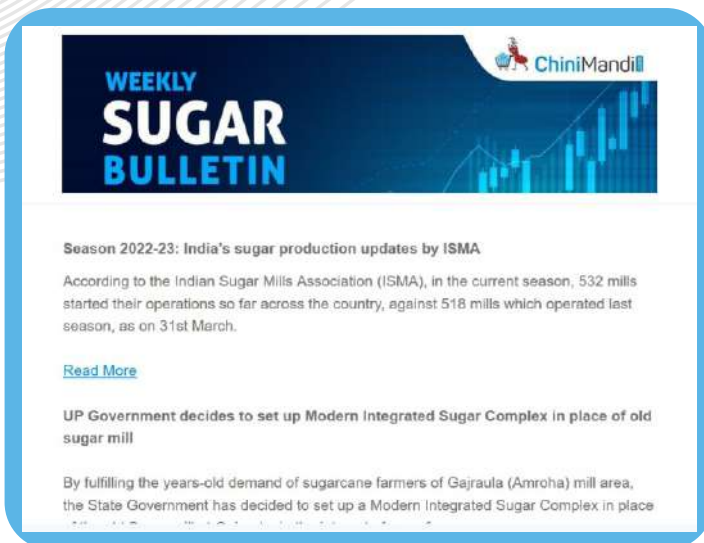 ChiniMandi
WEEKLY
SUGAR
BULLETIN
Season 2022-23: India's sugar production updates by ISMA
According to the Indian Sugar Mills Association (ISMA), in the current season, 532 mills
started their operations so far across the country, against 518 mills which operated last
season, as on 31st March.
Read More
UP Government decides to set up Modern Integrated Sugar Complex in place of old
sugar mill
By fulfilling the years-old demand of sugarcane farmers of Gajraula (Amroha) mill area,
the State Government has decided to set up a Modern Integrated Sugar Complex in place